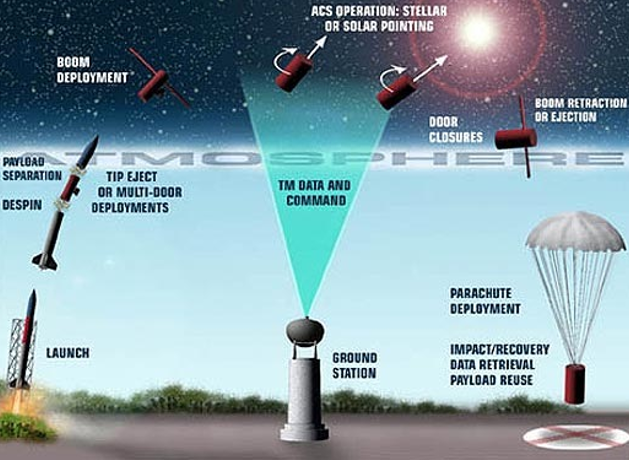 ACS OPERATION: STELLAR
OR SOLAR POINTING
BOOM
DEPLOYMENT
BOOM RETRACTION
OR EJECTION
DOOR
CLOSURES
ATMOSPHERE
PAYLOAD
SEPARATION
TIP EJECT
OR MULTI-DOOR
DEPLOYMENTS
DESPIN
TM DATA AND
COMMAND
PARACHUTE
DEPLOYMENT
LAUNCH
GROUND
STATION
IMPACT/RECOVERY
DATA RETRIEVAL
PAYLOAD REUSE